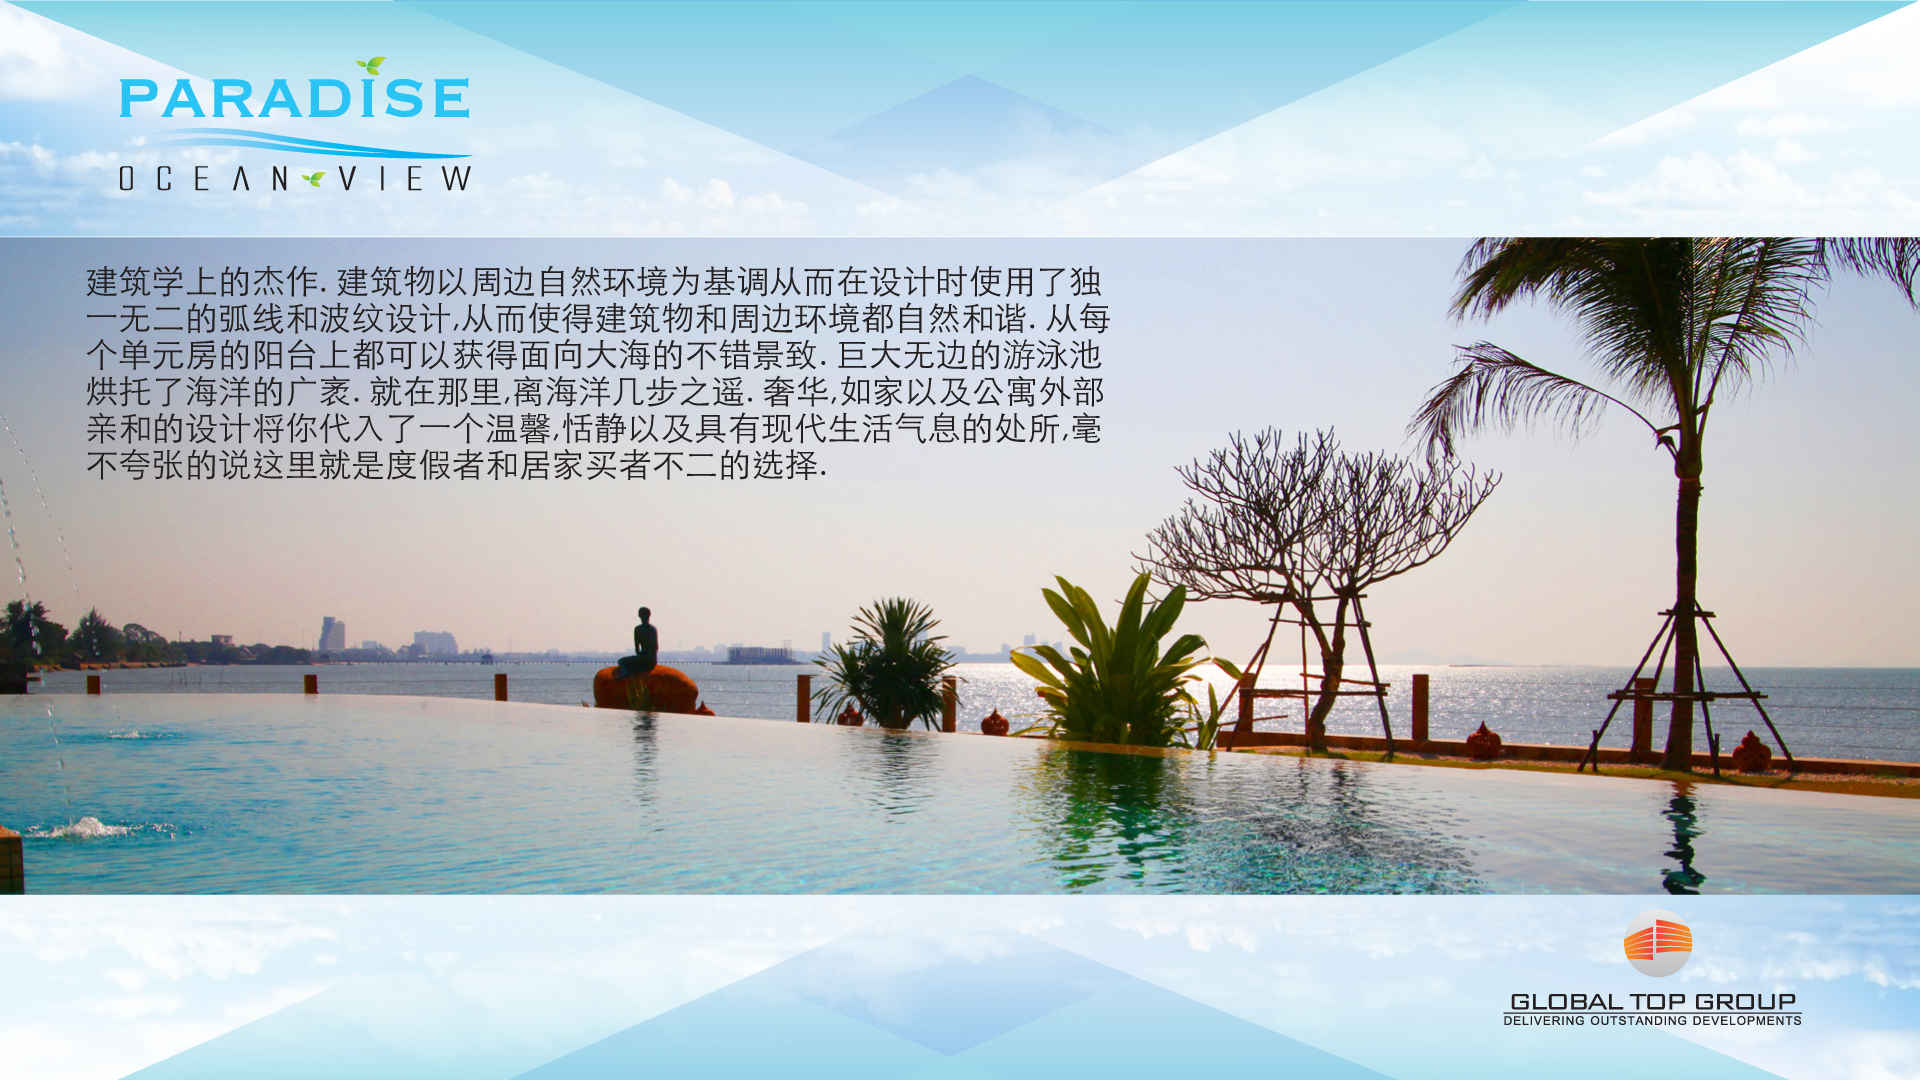 PARADISE
OCEAN VIEW
建筑学上的杰作. 建筑物以周边自然环境为基调从而在设计时使用了独
一无二的弧线和波纹设计,从而使得建筑物和周边环境都自然和谐. 从每
个单元房的阳台上都可以获得面向大海的不错景致. 巨大无边的游泳池
烘托了海洋的广袤. 就在那里,离海洋几步之遥. 奢华,如家以及公寓外部
亲和的设计将你代入了一个温馨,恬静以及具有现代生活气息的处所,毫
不夸张的说这里就是度假者和居家买者不二的选择.
GLOBAL TOP GROUP
DELIVERING OUTSTANDING DEVELOPMENTS